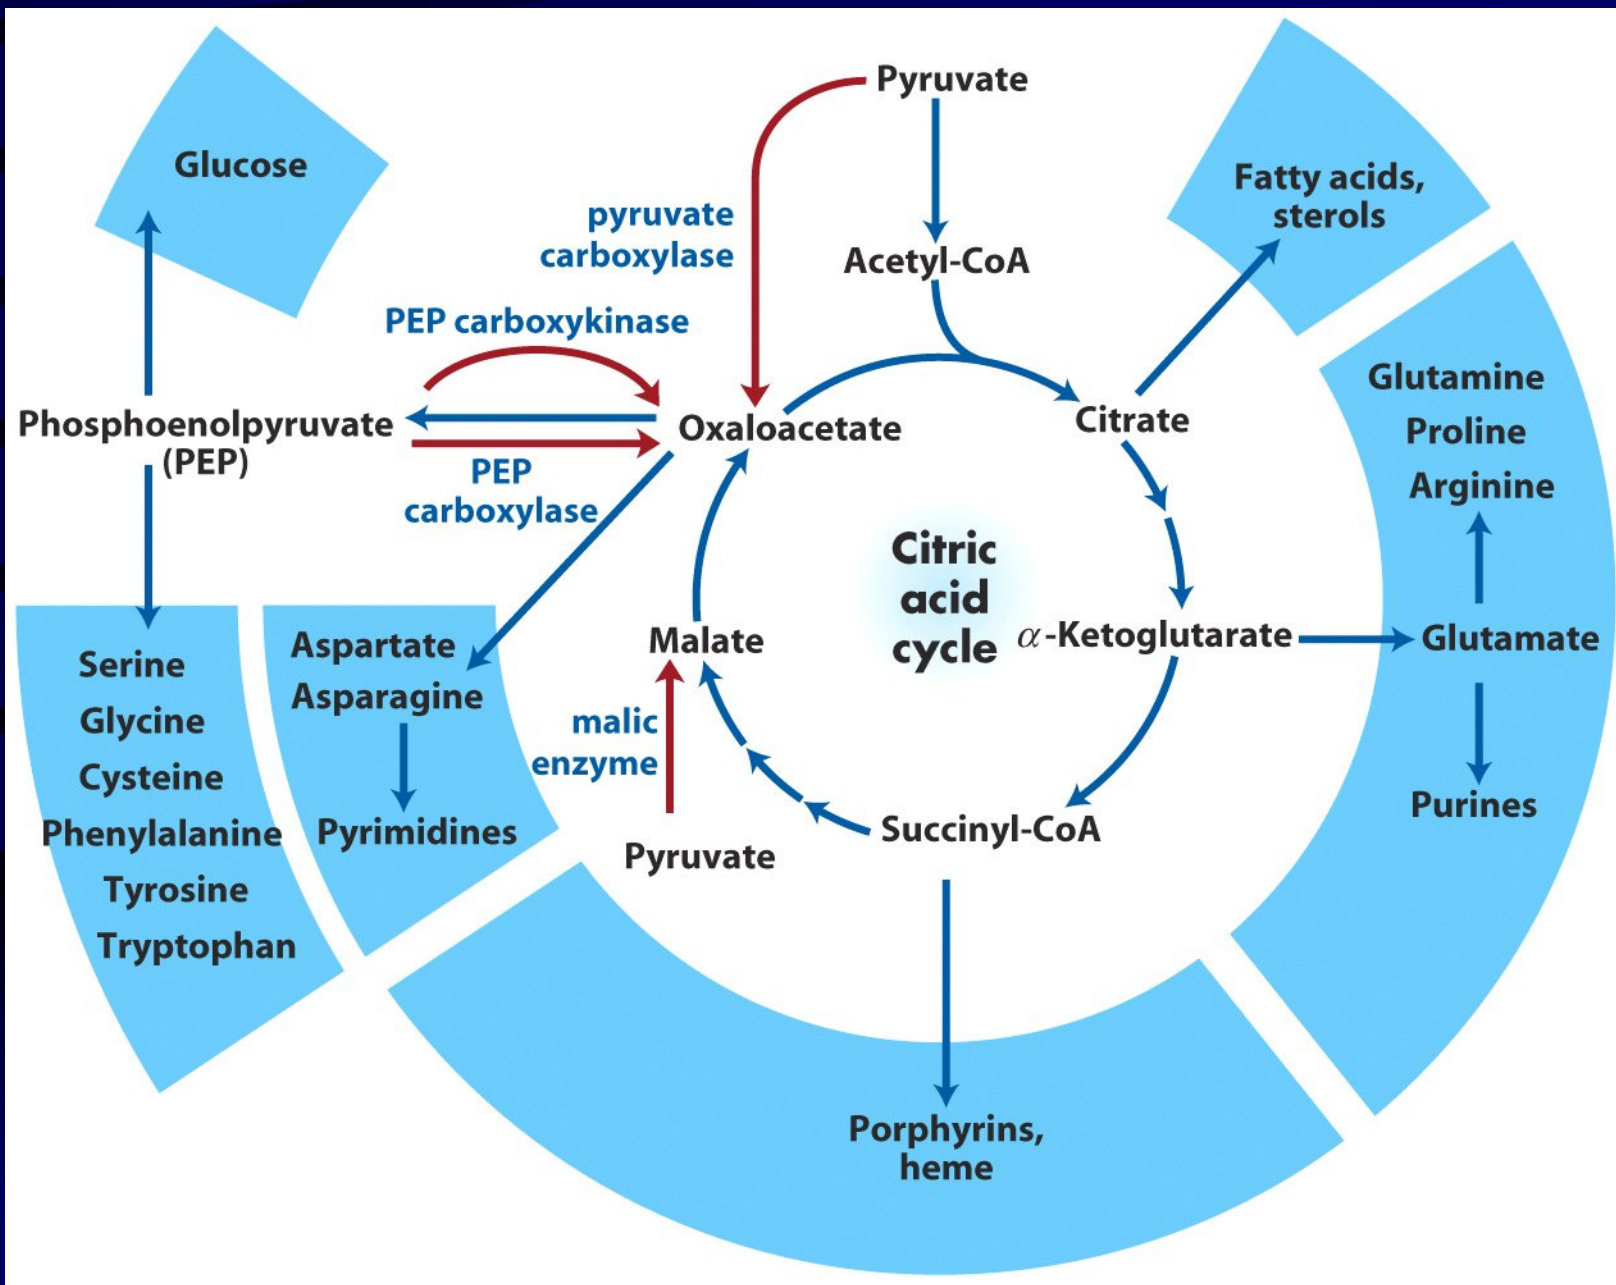 Pyruvate
Glucose
Fatty acids,
sterols
pyruvate
carboxylase
Acetyl-CoA
PEP carboxykinase
Phosphoenolpyruvate
(PEP)
Oxaloacetate
Citrate
PEP
carboxylase
Glutamine
Proline
Arginine
Citric
acid
cycle
Malate
α-Ketoglutarate
Glutamate
Purines
Serine
Glycine
Cysteine
Phenylalanine
Tyrosine
Tryptophan
Aspartate
Asparagine
Pyrimidines
malic
enzyme
Pyruvate
Succinyl-CoA
Porphyrins,
heme